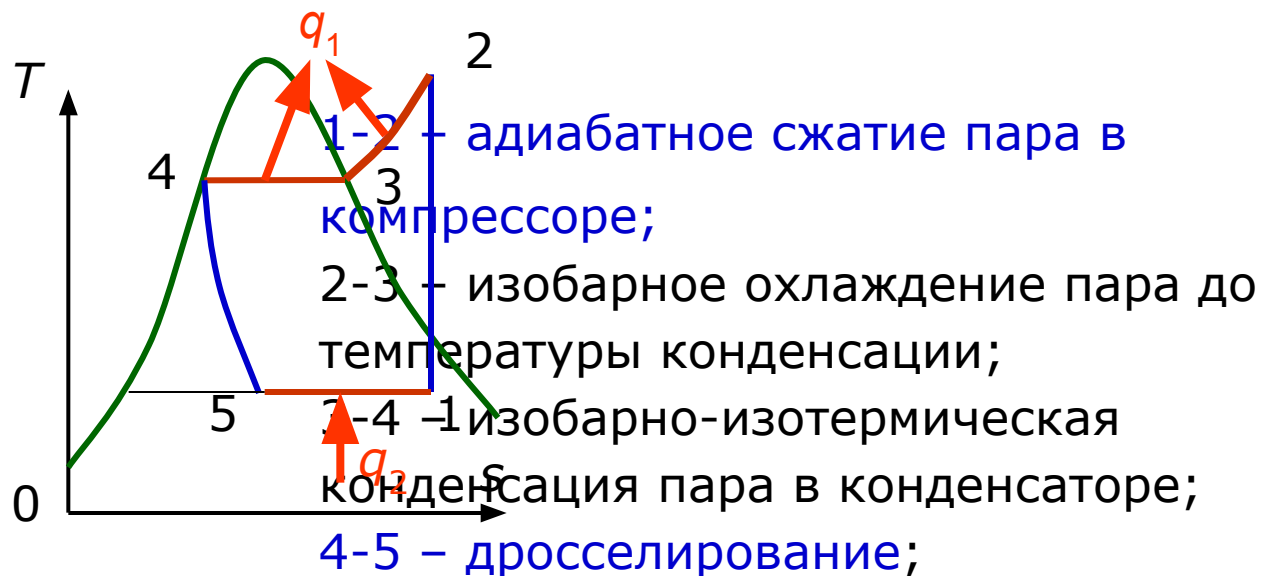 q1
2
T
1-2 – адиабатное сжатие пара в
4
3
компрессоре;
2-3 – изобарное охлаждение пара до
температуры конденсации;
5
1
3-4 – изобарно-изотермическая
q2
s
0
конденсация пара в конденсаторе;
4-5 – дросселирование;